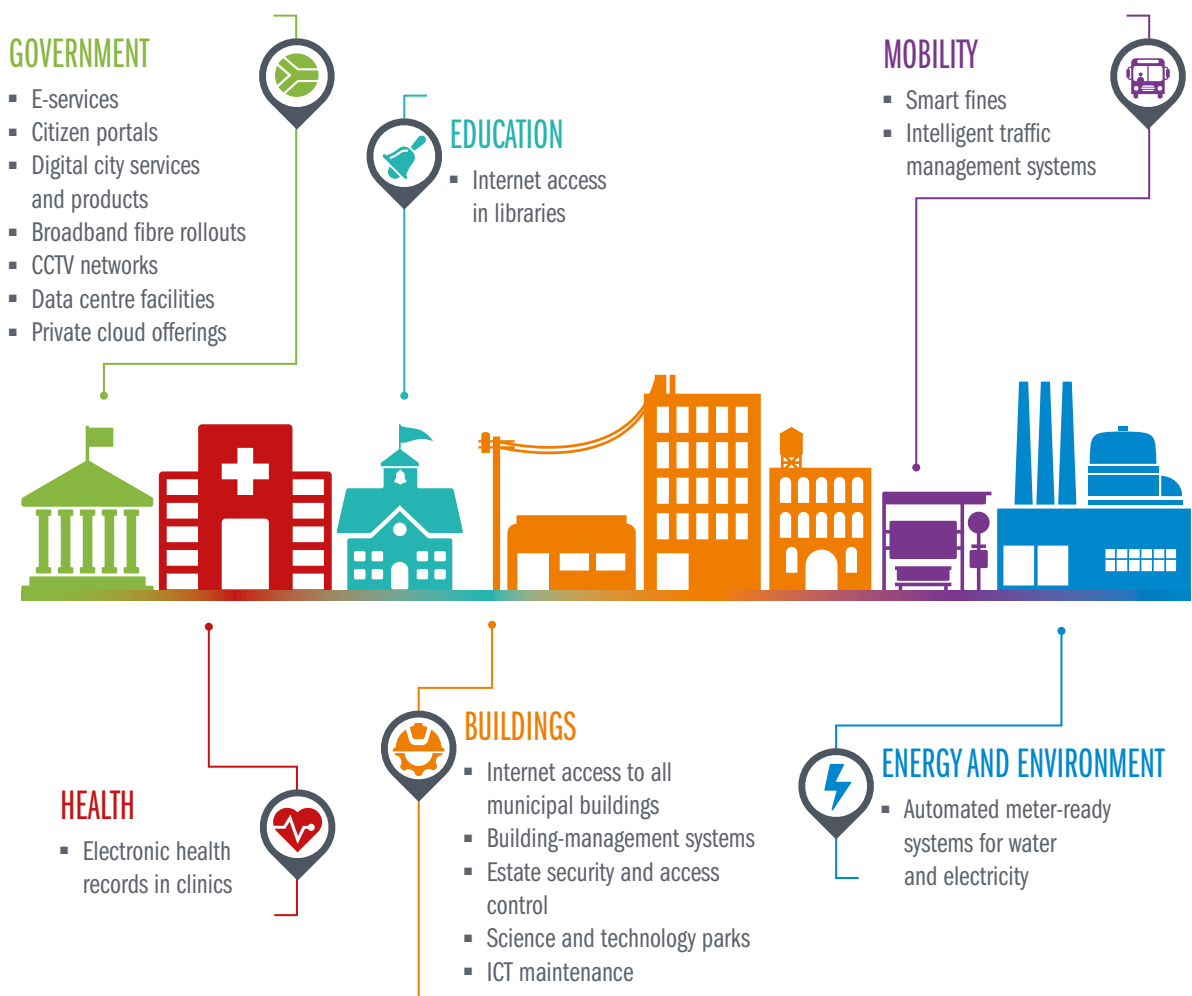 GOVERNMENT
▪ E-services
▪ Citizen portals
▪ Digital city services
and products
▪ Broadband fibre rollouts
▪ CCTV networks
▪ Data centre facilities
▪ Private cloud offerings
EDUCATION
▪ Internet access
in libraries
MOBILITY
▪ Smart fines
▪ Intelligent traffic
management systems
HEALTH
▪ Electronic health
records in clinics
BUILDINGS
▪ Internet access to all
municipal buildings
▪ Building-management systems
▪ Estate security and access
control
▪ Science and technology parks
▪ ICT maintenance
ENERGY AND ENVIRONMENT
▪ Automated meter-ready
systems for water
and electricity